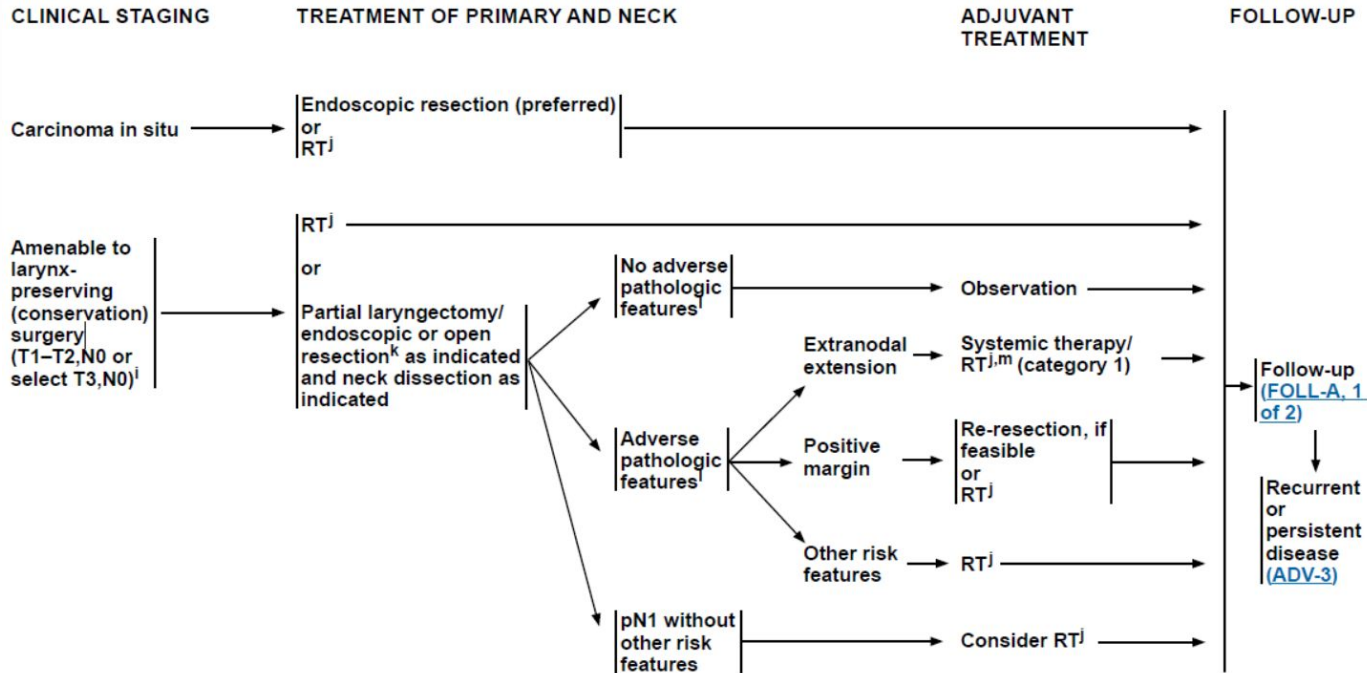 CLINICAL STAGING
TREATMENT OF PRIMARY AND NECK
ADJUVANT
TREATMENT
FOLLOW-UP
Carcinoma in situ
Endoscopic resection (preferred)
or
RTj
Amenable to
larynx-
preserving
(conservation)
surgery
(T1–T2,N0 or
select T3,N0)i
RTj
or
Partial laryngectomy/
endoscopic or open
resectionk as indicated
and neck dissection as
indicated
No adverse
pathologic
featuresl
Observation
Adverse
pathologic
featuresl
Extranodal
extension
Systemic therapy/
RTj,m (category 1)
Positive
margin
Re-resection, if
feasible
or
RTj
Other risk
features
RTj
pN1 without
other risk
features
Consider RTj
Follow-up
(FOLL-A, 1
of 2)
Recurrent
or
persistent
disease
(ADV-3)